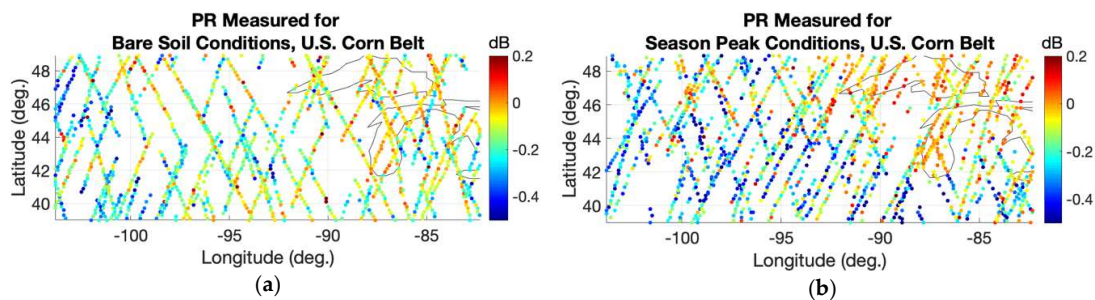 PR Measured for
Bare Soil Conditions, U.S. Corn Belt
dB
0.2
0
-0.2
-0.4
48
46
44
42
40
Latitude (deg.)
-100
-95
-90
-85
Longitude (deg.)
(a)
PR Measured for
Season Peak Conditions, U.S. Corn Belt
dB
0.2
0
-0.2
-0.4
48
46
44
42
40
Latitude (deg.)
-100
-95
-90
-85
Longitude (deg.)
(b)